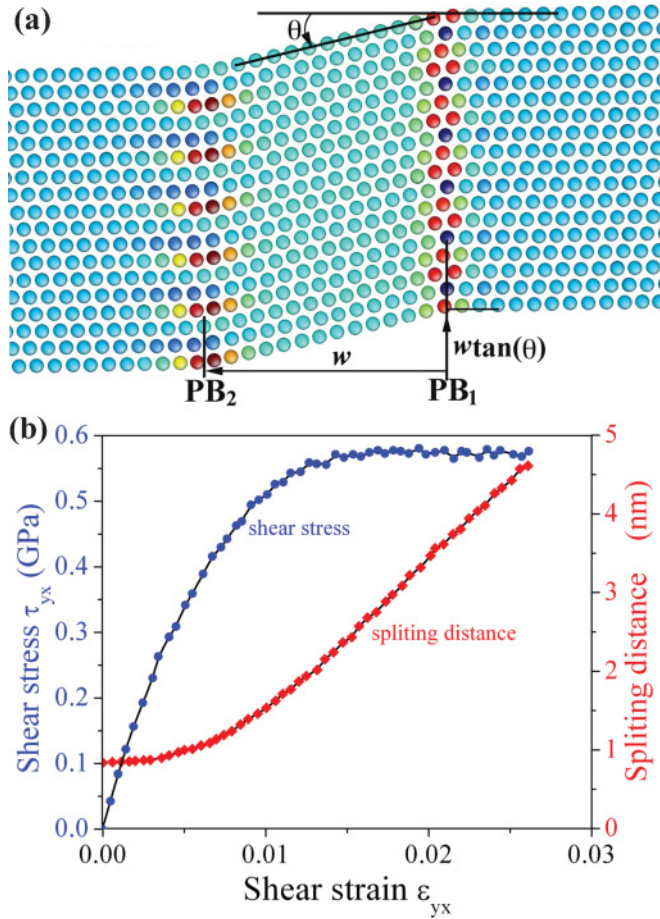 (a)
θ
w
wtan(θ)
PB₂
PB₁
(b)
0.6
0.5
0.4
0.3
0.2
0.1
0.0
Shear stress τyx (GPa)
shear stress
spliting distance
5
4
3
2
1
0
Spliting distance (nm)
0.00
0.01
0.02
0.03
Shear strain εyx